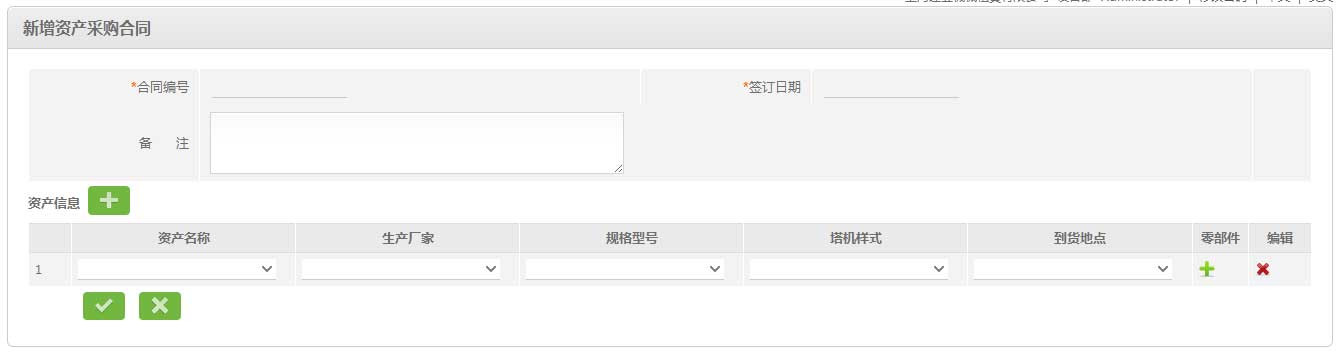 新增资产采购合同
*合同编号
*签订日期
备 注
资产信息
资产名称 生产厂家 规格型号 塔机样式 到货地点 零部件 编辑
1